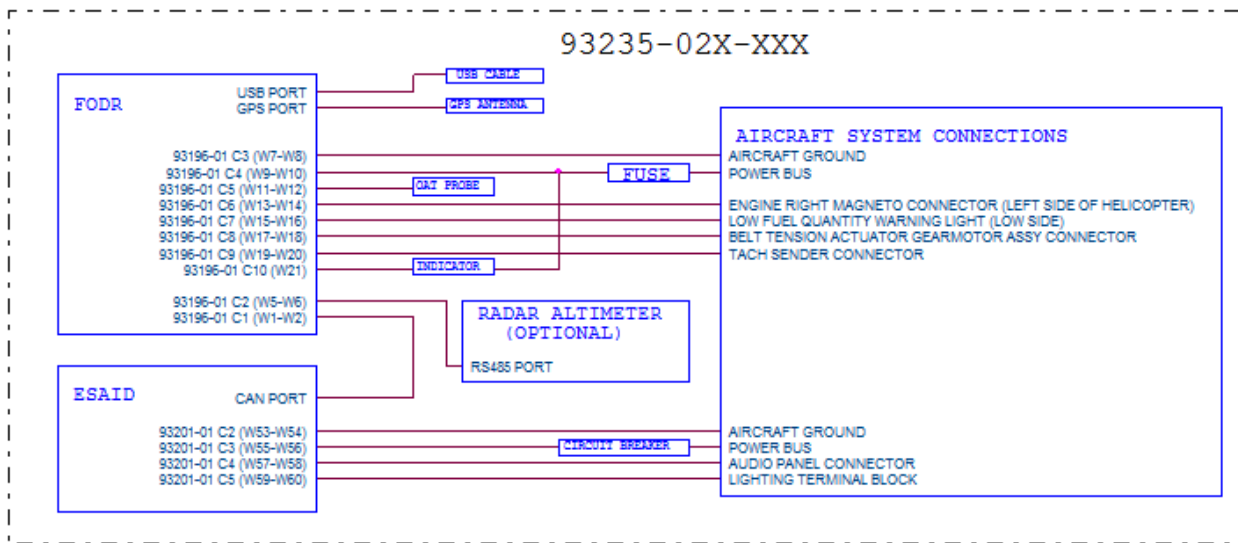 93235-02X-XXX
FODR
USB PORT
GPS PORT
USB CABLE
GPS ANTENNA
93196-01 C3 (W7-W8)
93196-01 C4 (W9-W10)
93196-01 C5 (W11-W12)
93196-01 C6 (W13-W14)
93196-01 C7 (W15-W16)
93196-01 C8 (W17-W18)
93196-01 C9 (W19-W20)
93196-01 C10 (W21)
93196-01 C2 (W5-W6)
93196-01 C1 (W1-W2)
OAT PROBE
INDICATOR
FUSE
RADAR ALTIMETER
(OPTIONAL)
RS485 PORT
AIRCRAFT SYSTEM CONNECTIONS
AIRCRAFT GROUND
POWER BUS
ENGINE RIGHT MAGNETO CONNECTOR (LEFT SIDE OF HELICOPTER)
LOW FUEL QUANTITY WARNING LIGHT (LOW SIDE)
BELT TENSION ACTUATOR GEARMOTOR ASSY CONNECTOR
TACH SENDER CONNECTOR
ESAID
CAN PORT
93201-01 C2 (W53-W54)
93201-01 C3 (W55-W56)
93201-01 C4 (W57-W58)
93201-01 C5 (W59-W60)
CIRCUIT BREAKER
AIRCRAFT GROUND
POWER BUS
AUDIO PANEL CONNECTOR
LIGHTING TERMINAL BLOCK